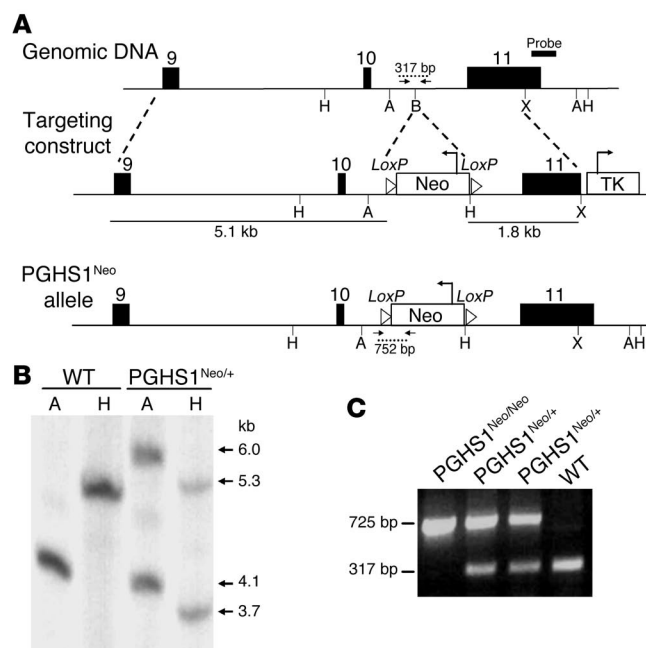 A
Genomic DNA
9
10
317 bp
11
Probe
H
A
B
X
AH
Targeting
construct
9
10
LoxP
Neo
LoxP
11
TK
H
A
H
X
5.1 kb
1.8 kb
PGHS1Neo
allele
9
10
LoxP
Neo
LoxP
11
H
A
752 bp
H
X
AH
B
WT
PGHS1Neo/+
A
H
A
H
kb
6.0
5.3
4.1
3.7
C
PGHS1Neo/Neo
PGHS1Neo/+
PGHS1Neo/+
WT
725 bp
317 bp